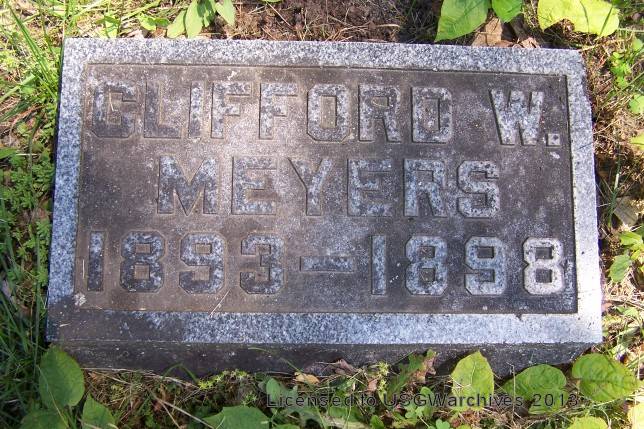 CLIFFORD W.
MEYERS
1893—1898
Licensed to USGWarchives 2013